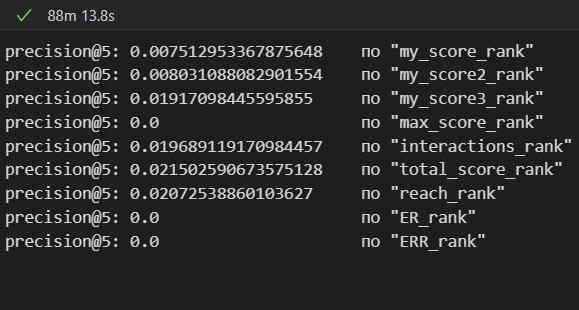 88m 13.8s
precision@5: 0.007512953367875648 по "my_score_rank"
precision@5: 0.008031088082901554 по "my_score2_rank"
precision@5: 0.01917098445595855 по "my_score3_rank"
precision@5: 0.0 по "max_score_rank"
precision@5: 0.019689119170984457 по "interactions_rank"
precision@5: 0.021502590673575128 по "total_score_rank"
precision@5: 0.02072538860103627 по "reach_rank"
precision@5: 0.0 по "ER_rank"
precision@5: 0.0 по "ERR_rank"